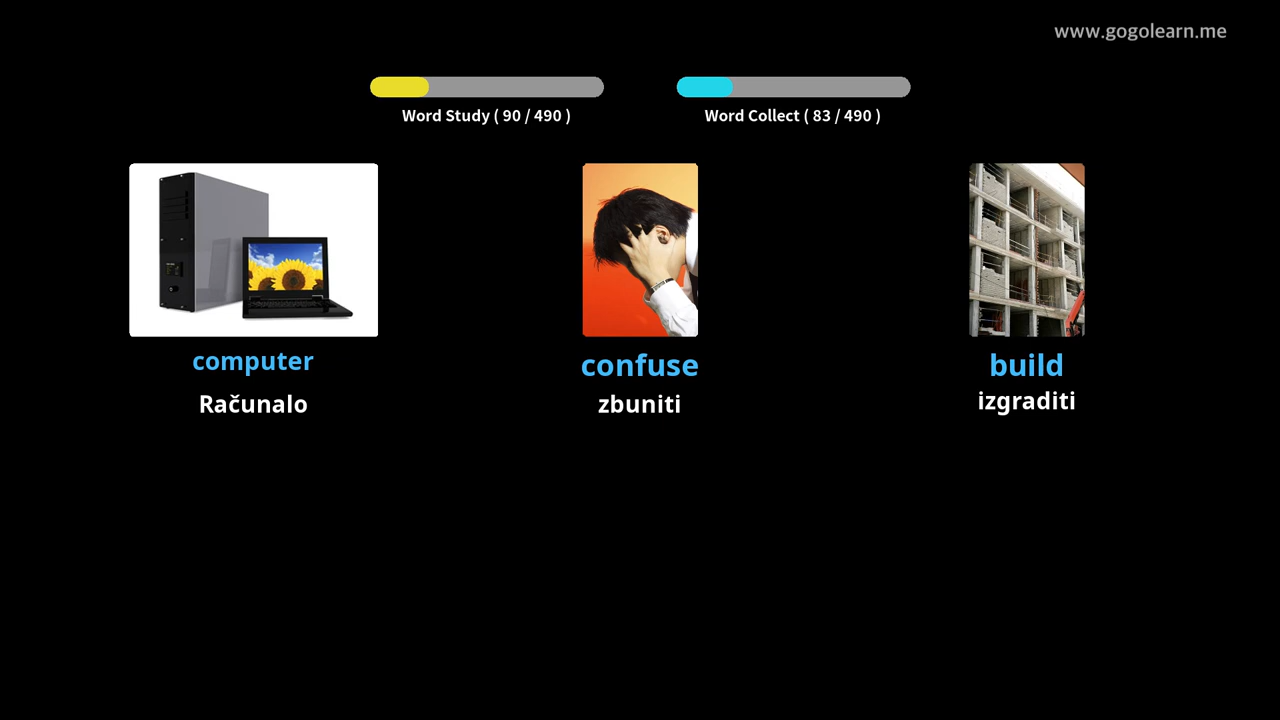 www.gogolearn.me
Word Study ( 90 / 490 )
Word Collect ( 83 / 490 )
computer
Računalo
confuse
zbuniti
build
izgraditi